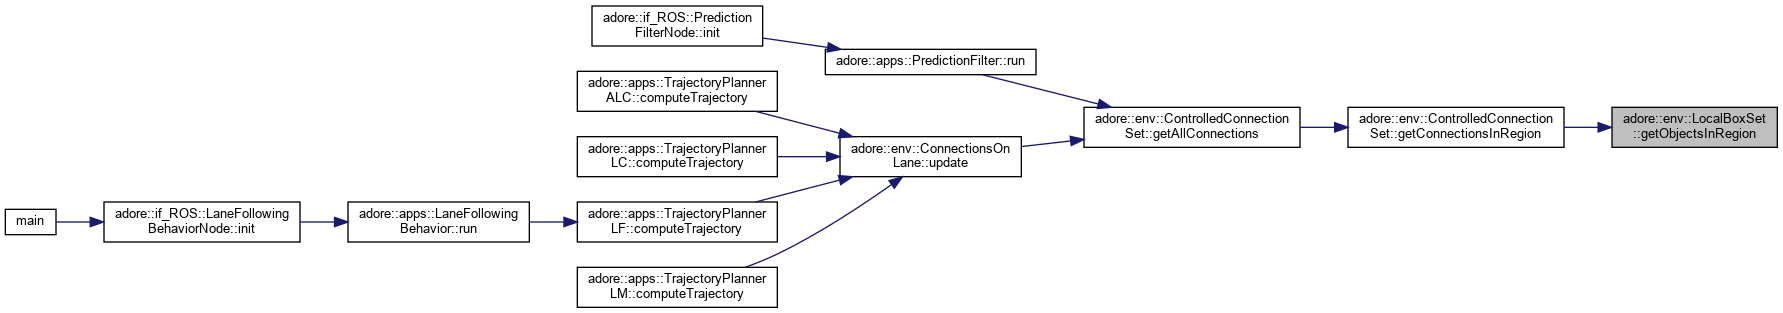 adore::if_ROS::Prediction
FilterNode::init
adore::apps::PredictionFilter::run
adore::apps::TrajectoryPlanner
ALC::computeTrajectory
adore::env::ControlledConnection
Set::getAllConnections
adore::env::ControlledConnection
Set::getConnectionsInRegion
adore::env::LocalBoxSet
::getObjectsInRegion
adore::apps::TrajectoryPlanner
LC::computeTrajectory
adore::env::ConnectionsOn
Lane::update
main
adore::if_ROS::LaneFollowing
BehaviorNode::init
adore::apps::LaneFollowing
Behavior::run
adore::apps::TrajectoryPlanner
LF::computeTrajectory
adore::apps::TrajectoryPlanner
LM::computeTrajectory